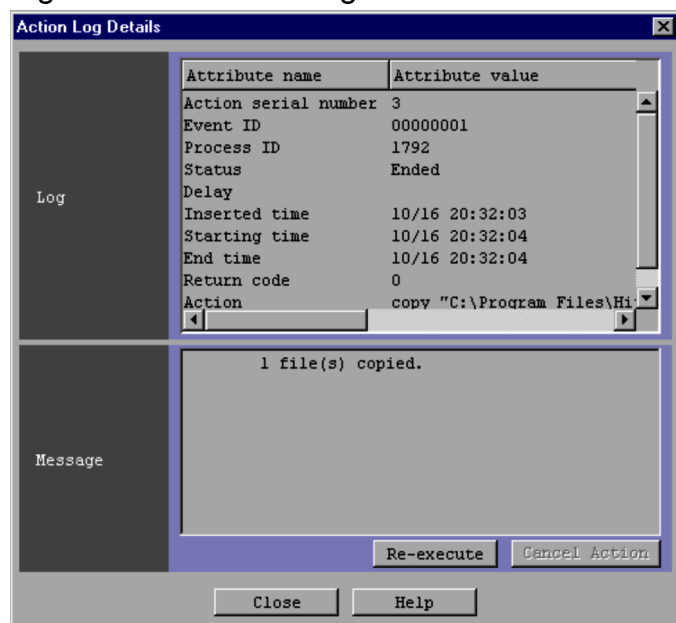 Action Log Details
Attribute name Attribute value
Action serial number 3
Event ID 00000001
Process ID 1792
Status Ended
Log
Delay
Inserted time 10/16 20:32:03
Starting time 10/16 20:32:04
End time 10/16 20:32:04
Return code 0
Action copy "C:\Program Files\Hi
1 file(s) copied.
Message
Re-execute Cancel Action
Close Help